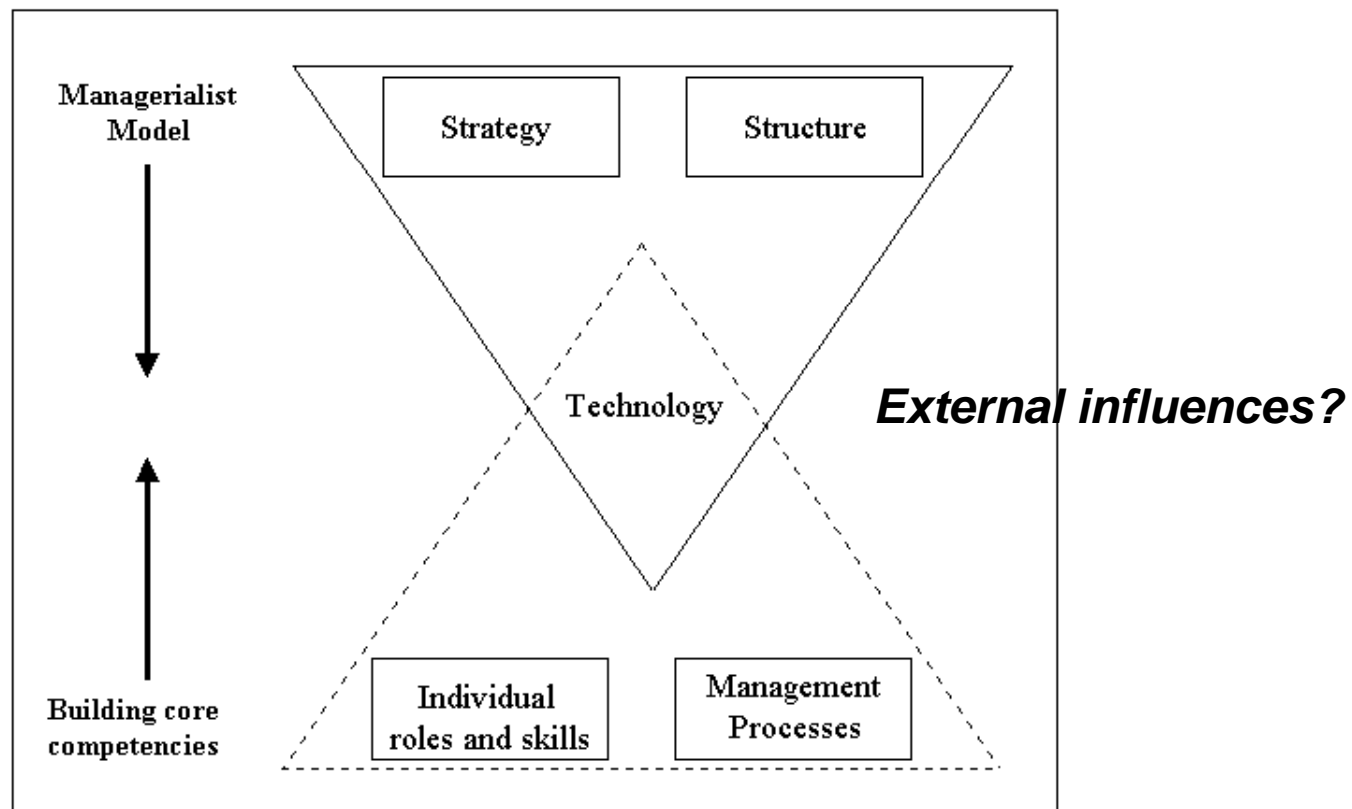 Managerialist
Model
Strategy
Structure
Technology
External influences?
Building core
competencies
Individual
roles and skills
Management
Processes